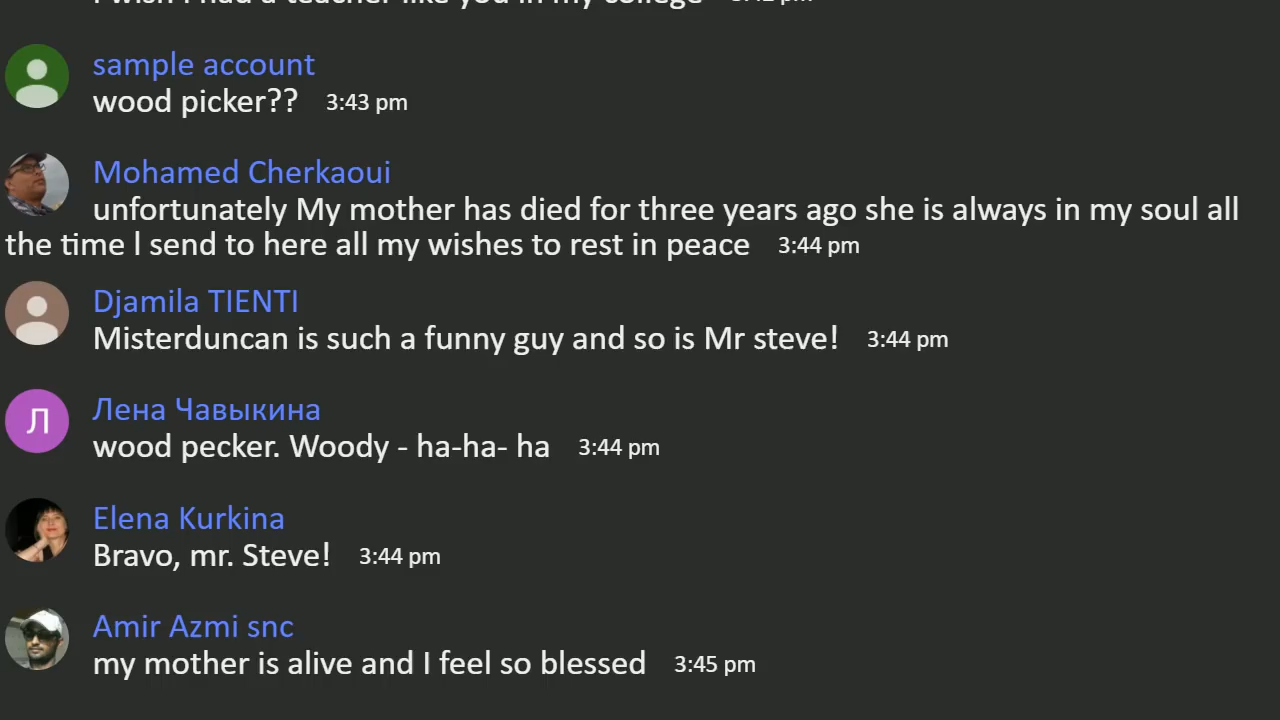 I wish I had a teacher like you in my college 3:42 pm
sample account
wood picker?? 3:43 pm
Mohamed Cherkaoui
unfortunately My mother has died for three years ago she is always in my soul all
the time l send to here all my wishes to rest in peace 3:44 pm
Djamila TIENTI
Misterduncan is such a funny guy and so is Mr steve! 3:44 pm
Л
Лена Чавыкина
wood pecker. Woody - ha-ha- ha 3:44 pm
Elena Kurkina
Bravo, mr. Steve! 3:44 pm
Amir Azmi snc
my mother is alive and I feel so blessed 3:45 pm